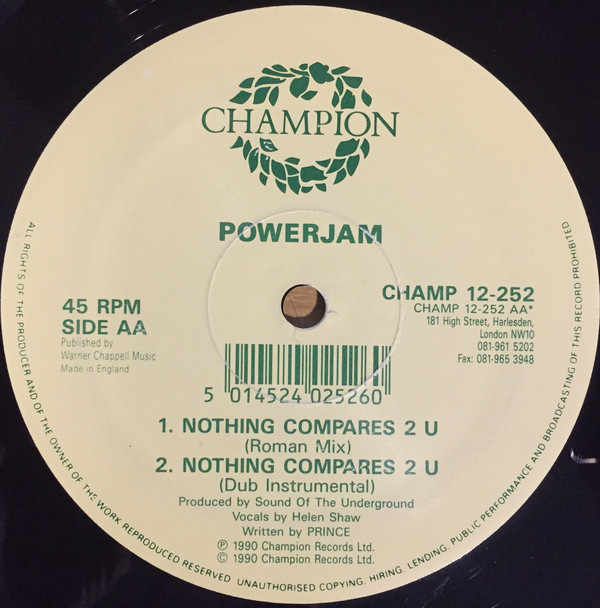 CHAMPION
POWERJAM
45 RPM
SIDE AA
Published by
Warner Chappell Music
Made in England
CHAMP 12-252
CHAMP 12-252 AA*
181 High Street, Harlesden,
London NW10
081-961 5202
Fax: 081-965 3948
5 014524 025260
1. NOTHING COMPARES 2 U
(Roman Mix)
2. NOTHING COMPARES 2 U
(Dub Instrumental)
Produced by Sound Of The Underground
Vocals by Helen Shaw
Written by PRINCE
℗ 1990 Champion Records Ltd.
© 1990 Champion Records Ltd.
ALL RIGHTS OF THE PRODUCER AND OF THE OWNER OF THE WORK REPRODUCED RESERVED UNAUTHORISED COPYING, HIRING, LENDING, PUBLIC PERFORMANCE AND BROADCASTING OF THIS RECORD PROHIBITED